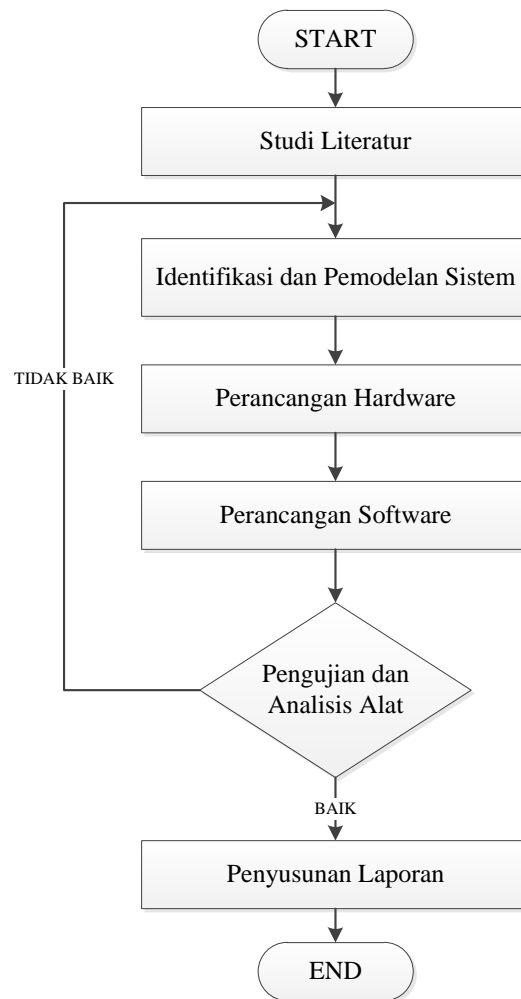 START
Studi Literatur
Identifikasi dan Pemodelan Sistem
TIDAK BAIK
Perancangan Hardware
Perancangan Software
Pengujian dan
Analisis Alat
BAIK
Penyusunan Laporan
END